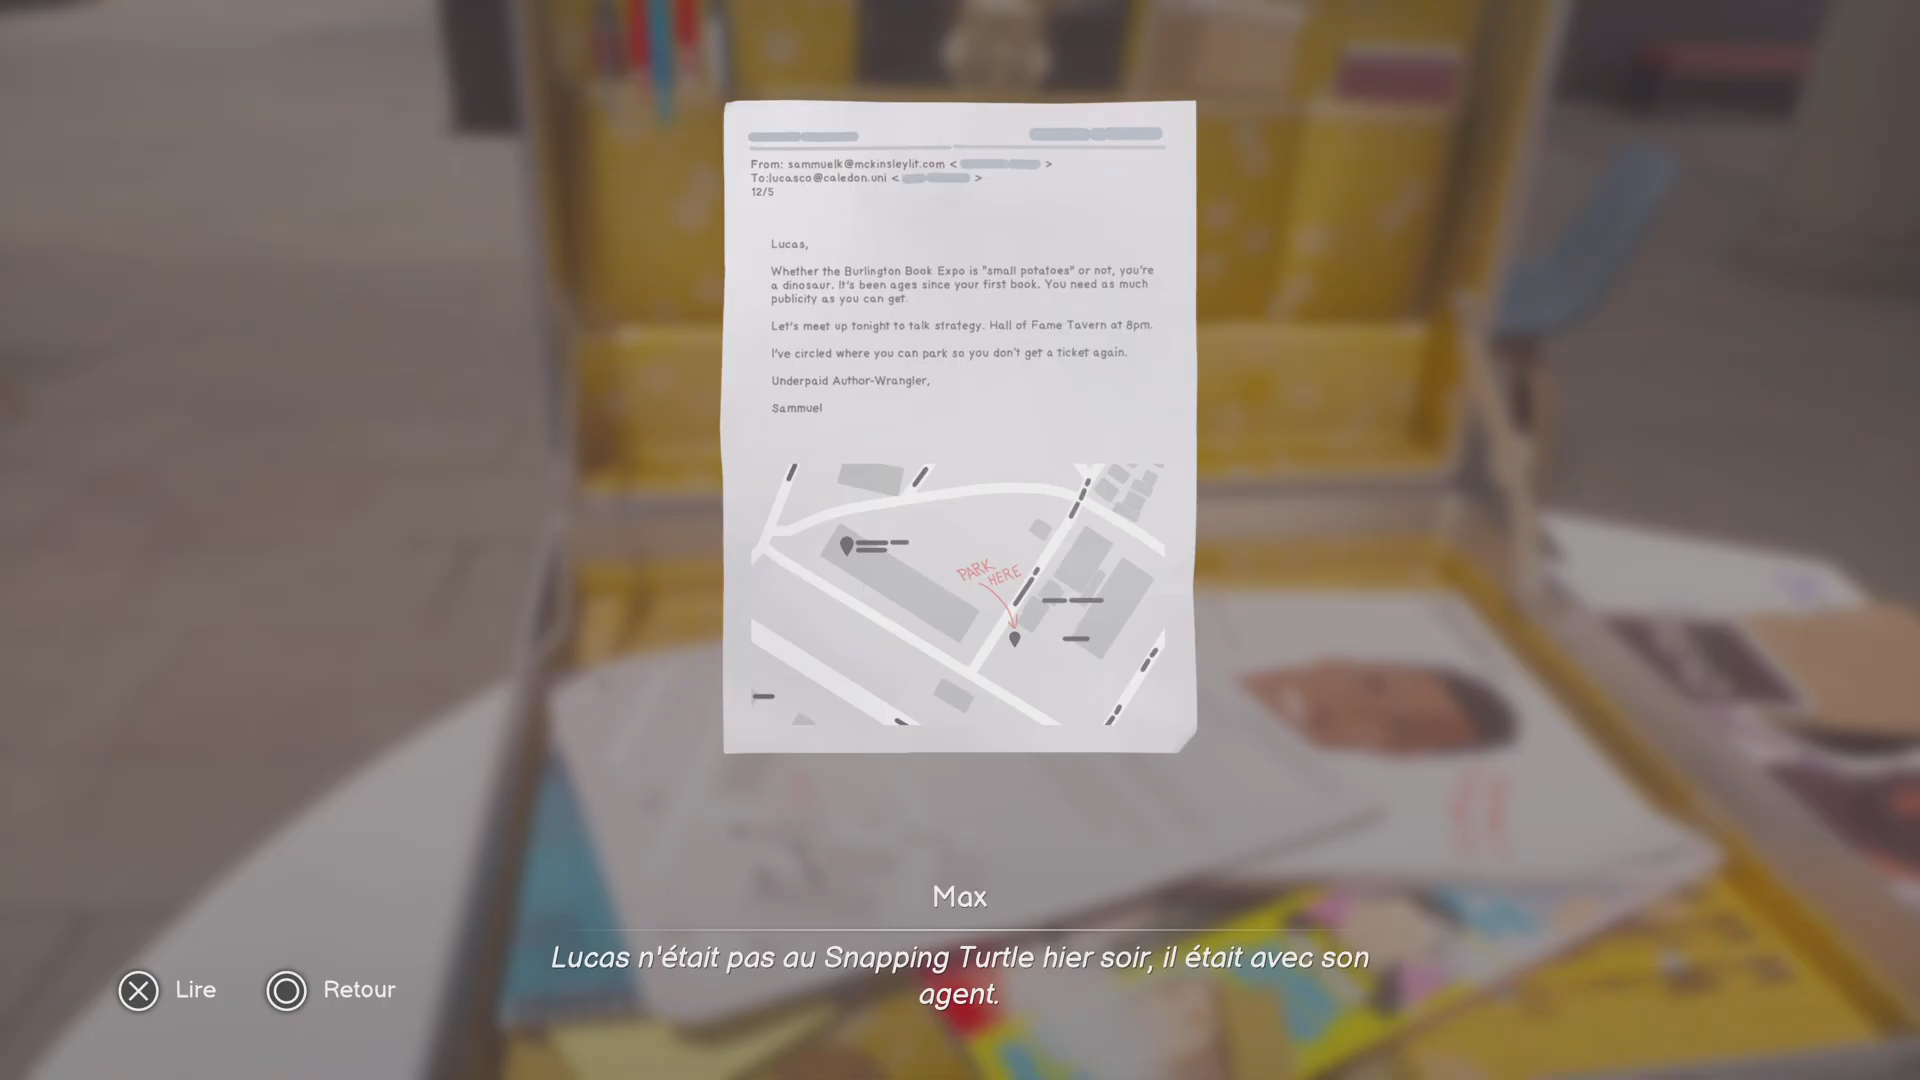 From: sammuelk@mckinsleylit.com < >
To:lucasco@caledon.uni < >
12/5
Lucas,
Whether the Burlington Book Expo is "small potatoes" or not, you're
a dinosaur. It's been ages since your first book. You need as much
publicity as you can get.
Let's meet up tonight to talk strategy. Hall of Fame Tavern at 8pm.
I've circled where you can park so you don't get a ticket again.
Underpaid Author-Wrangler,
Sammuel
PARK
HERE
Max
Lucas n'était pas au Snapping Turtle hier soir, il était avec son
agent.
Lire
Retour